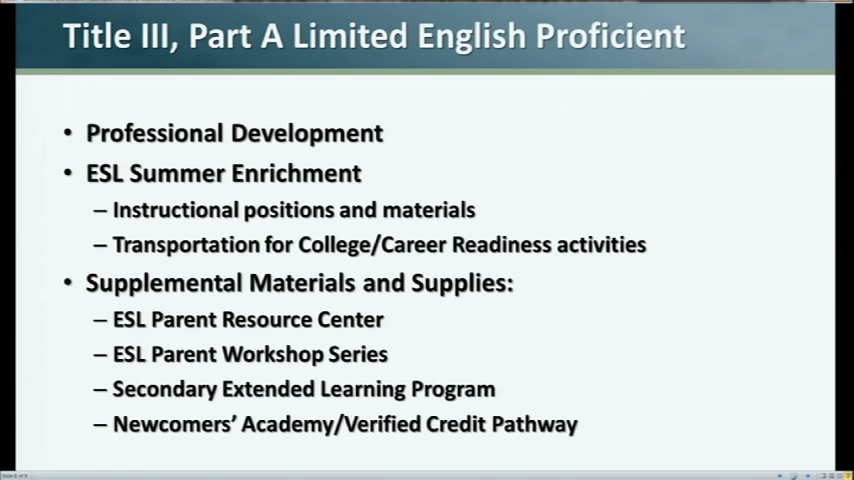 Title III, Part A Limited English Proficient
• Professional Development
• ESL Summer Enrichment
– Instructional positions and materials
– Transportation for College/Career Readiness activities
• Supplemental Materials and Supplies:
– ESL Parent Resource Center
– ESL Parent Workshop Series
– Secondary Extended Learning Program
– Newcomers’ Academy/Verified Credit Pathway